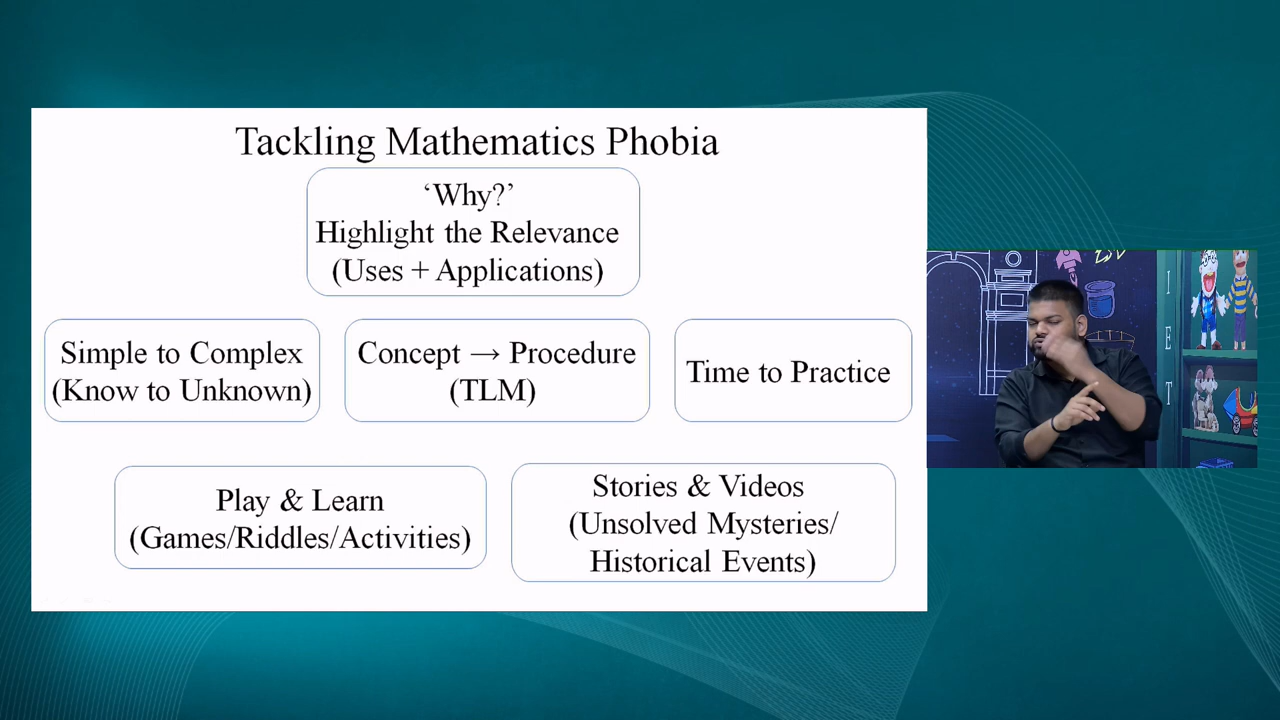 Tackling Mathematics Phobia
‘Why?’
Highlight the Relevance
(Uses + Applications)
Simple to Complex
(Know to Unknown)
Concept → Procedure
(TLM)
Time to Practice
Play & Learn
(Games/Riddles/Activities)
Stories & Videos
(Unsolved Mysteries/
Historical Events)
I
E
T